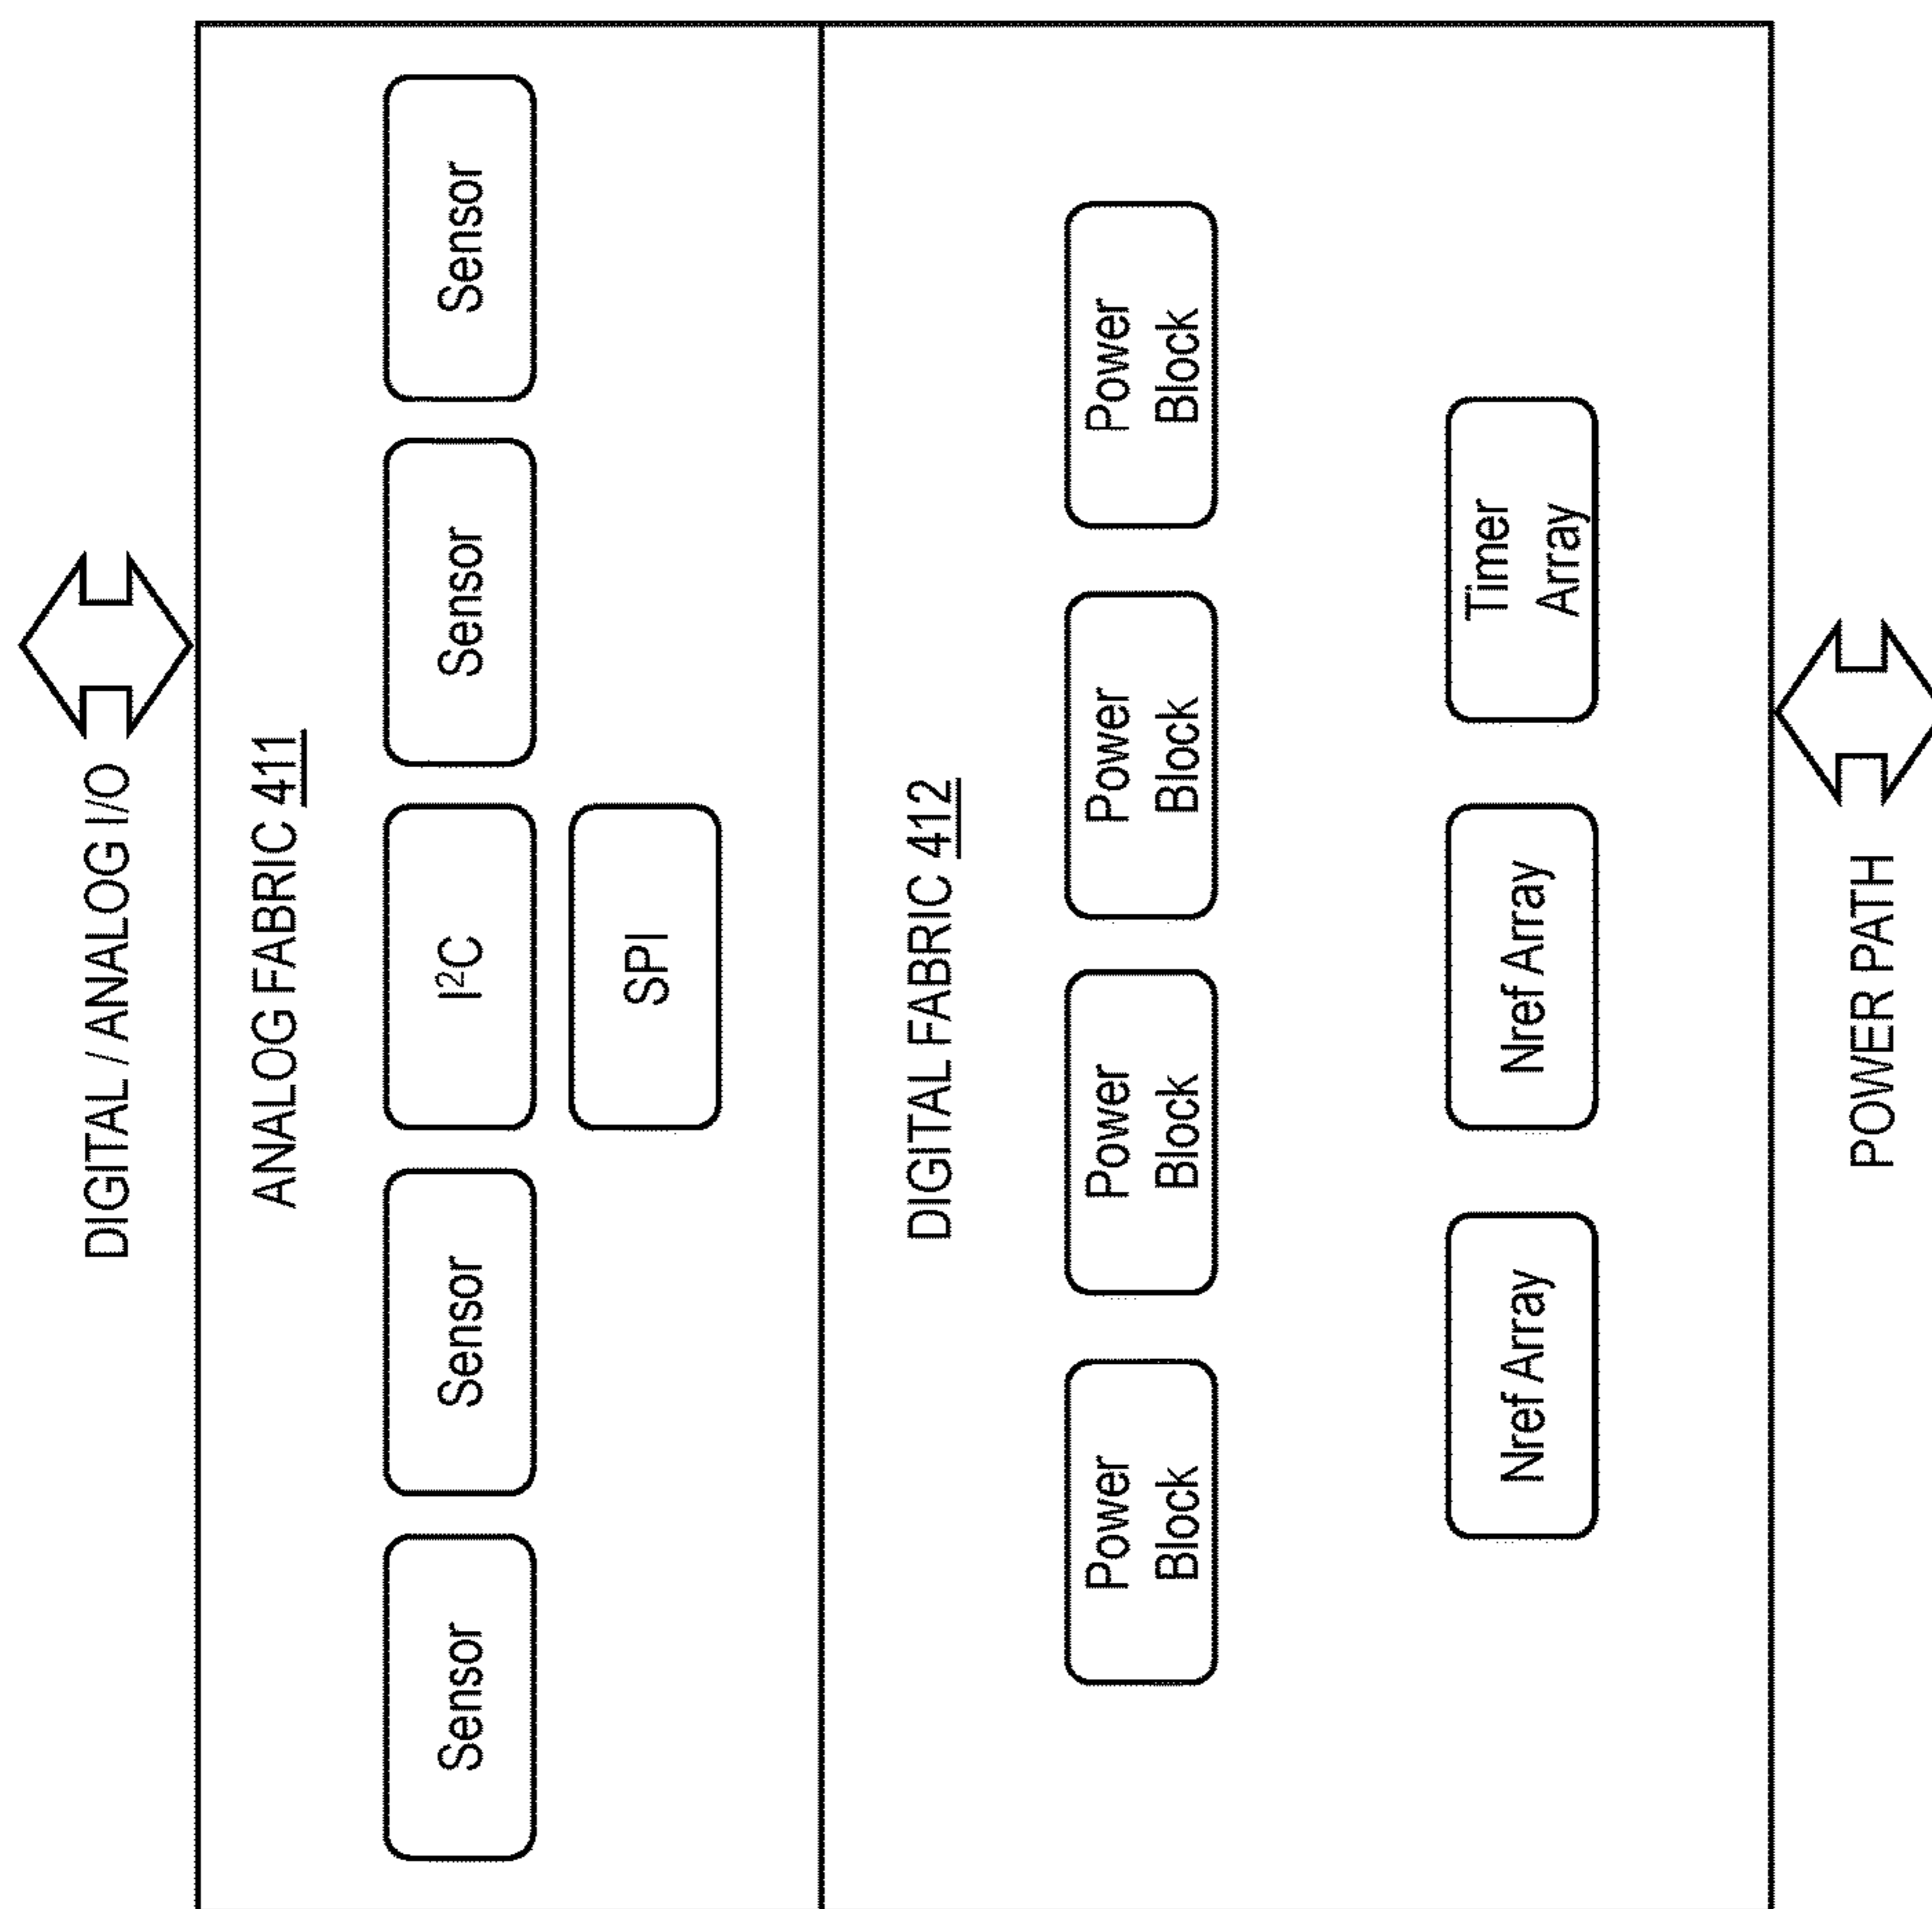 DIGITAL / ANALOG I/O
ANALOG FABRIC 411
Sensor
Sensor
I²C
Sensor
Sensor
SPI
DIGITAL FABRIC 412
Power
Block
Power
Block
Power
Block
Power
Block
Nref Array
Nref Array
Timer
Array
POWER PATH